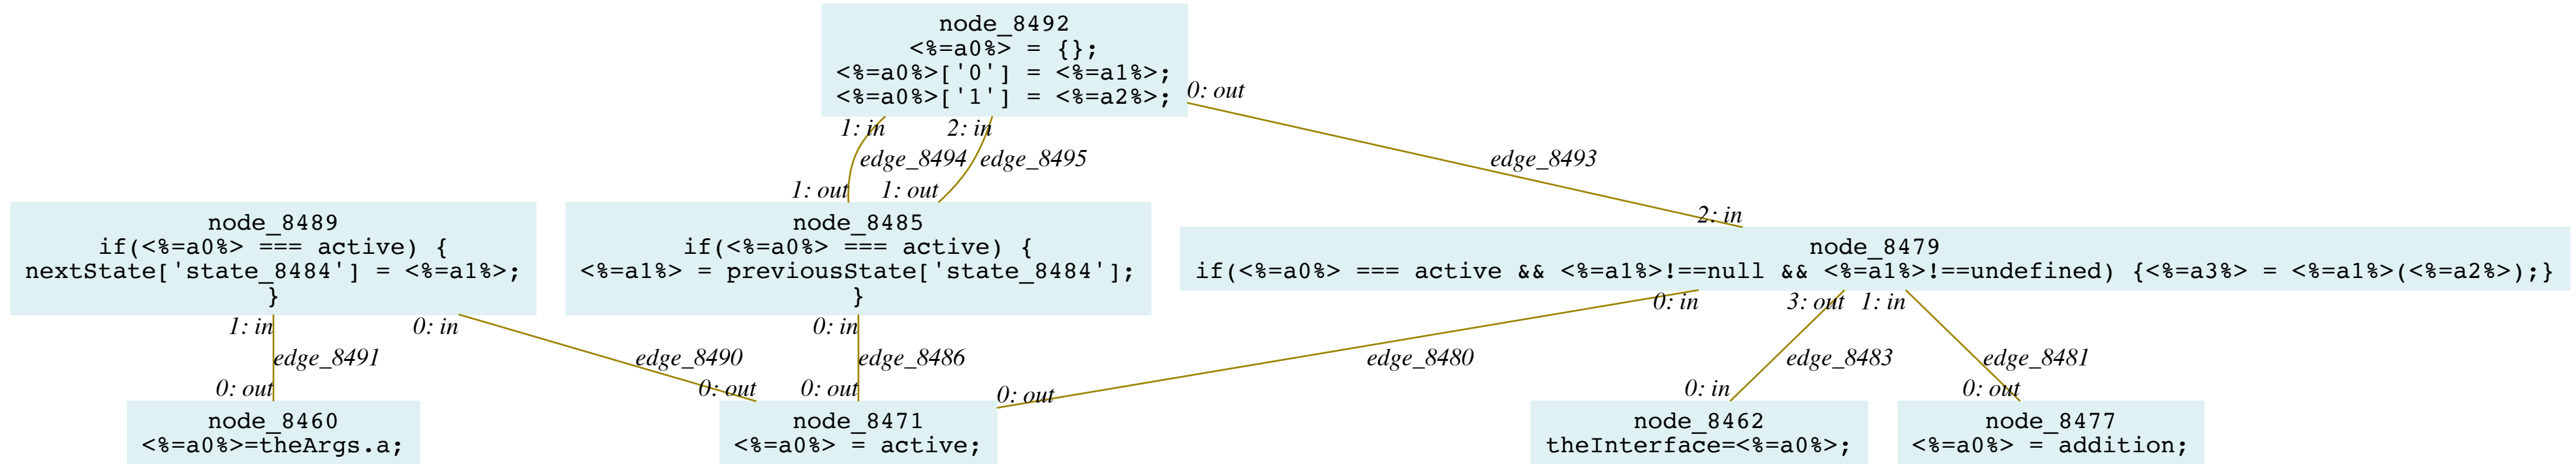 node_8492
<%=a0%> = {};
<%=a0%>['0'] = <%=a1%>;
<%=a0%>['1'] = <%=a2%>;
0: out
1: in
2: in
edge_8494
edge_8495
edge_8493
1: out
1: out
2: in
node_8489
if(<%=a0%> === active) {
nextState['state_8484'] = <%=a1%>;
}
node_8485
if(<%=a0%> === active) {
<%=a1%> = previousState['state_8484'];
}
node_8479
if(<%=a0%> === active && <%=a1%>!==null && <%=a1%>!==undefined) {<%=a3%> = <%=a1%>(<%=a2%>);}
1: in
0: in
0: in
0: in
3: out
1: in
edge_8491
edge_8490
edge_8486
edge_8480
edge_8483
edge_8481
0: out
0: out
0: out
0: out
0: in
0: out
node_8460
<%=a0%>=theArgs.a;
node_8471
<%=a0%> = active;
node_8462
theInterface=<%=a0%>;
node_8477
<%=a0%> = addition;